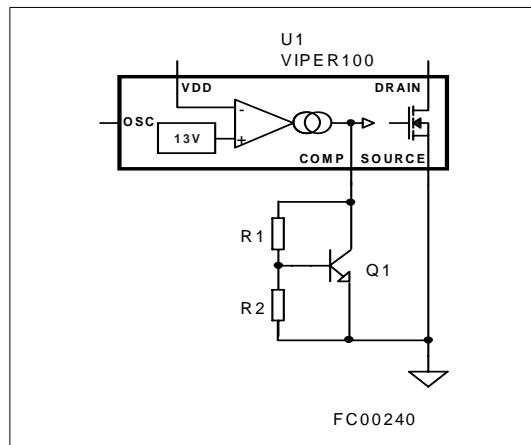 U1
VIPER100
VDD
DRAIN
OSC
-
13V
+
COMP SOURCE
R1
Q1
R2
FC00240